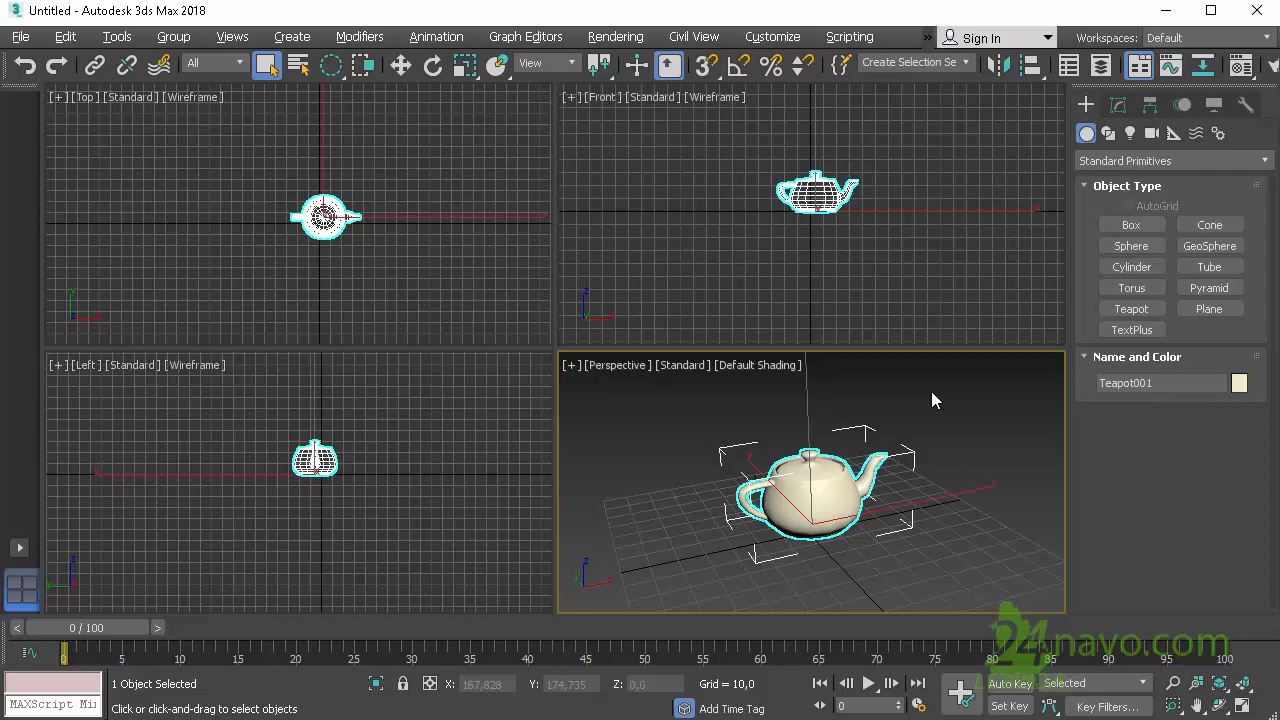 Untitled - Autodesk 3ds Max 2018
File Edit Tools Group Views Create Modifiers Animation Graph Editors Rendering Civil View Customize Scripting » Sign In Workspaces: Default
All View Create Selection Se
[+] [Top] [Standard] [Wireframe]
[+] [Front] [Standard] [Wireframe]
Standard Primitives
Object Type
AutoGrid
Box Cone
Sphere GeoSphere
Cylinder Tube
Torus Pyramid
Teapot Plane
TextPlus
Name and Color
Teapot001
[+] [Left] [Standard] [Wireframe]
[+] [Perspective] [Standard] [Default Shading]
< 0 / 100 >
24navo.com
0 5 10 15 20 25 30 35 40 45 50 55 60 65 70 75 80 85 90 95 100
1 Object Selected X: 167,828 Y: 174,735 Z: 0,0 Grid = 10,0 Auto Key Selected
MAXScript Mi
Click or click-and-drag to select objects Add Time Tag 0 Set Key Key Filters...